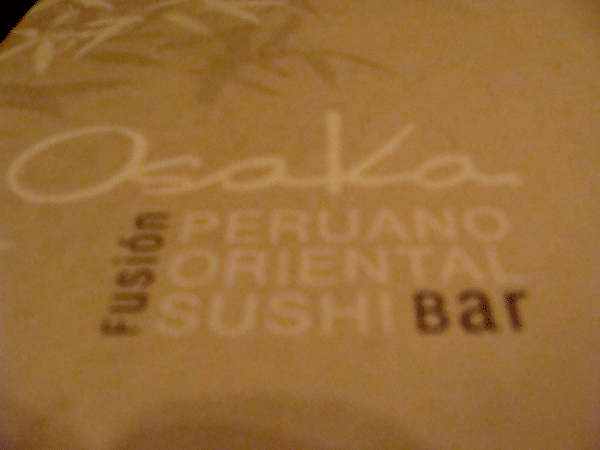 Osaka
Fusión
PERUANO
ORIENTAL
SUSHI Bar